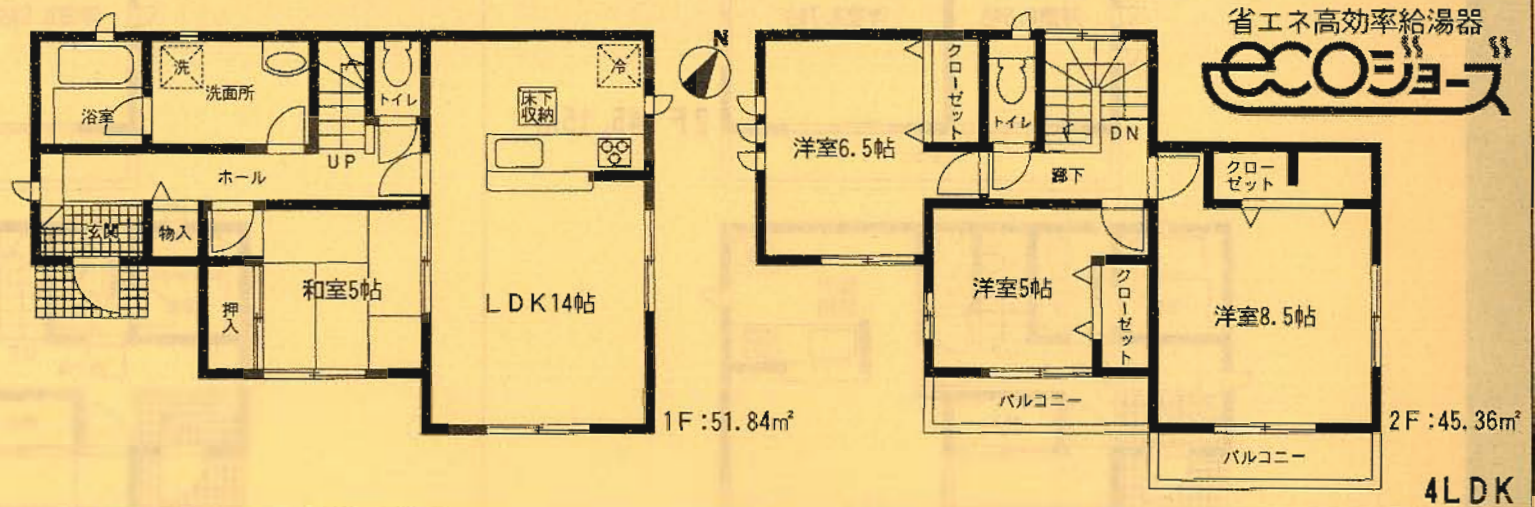 浴室
洗
洗面所
UP
トイレ
床下
収納
冷
N
ホール
玄関
物入
押入
和室5帖
LDK14帖
1F:51.84㎡
洋室6.5帖
クローゼット
トイレ
DN
廊下
クロー
ゼット
洋室5帖
クローゼット
洋室8.5帖
バルコニー
バルコニー
2F:45.36㎡
4LDK
省エネ高効率給湯器
ecoジョーズ